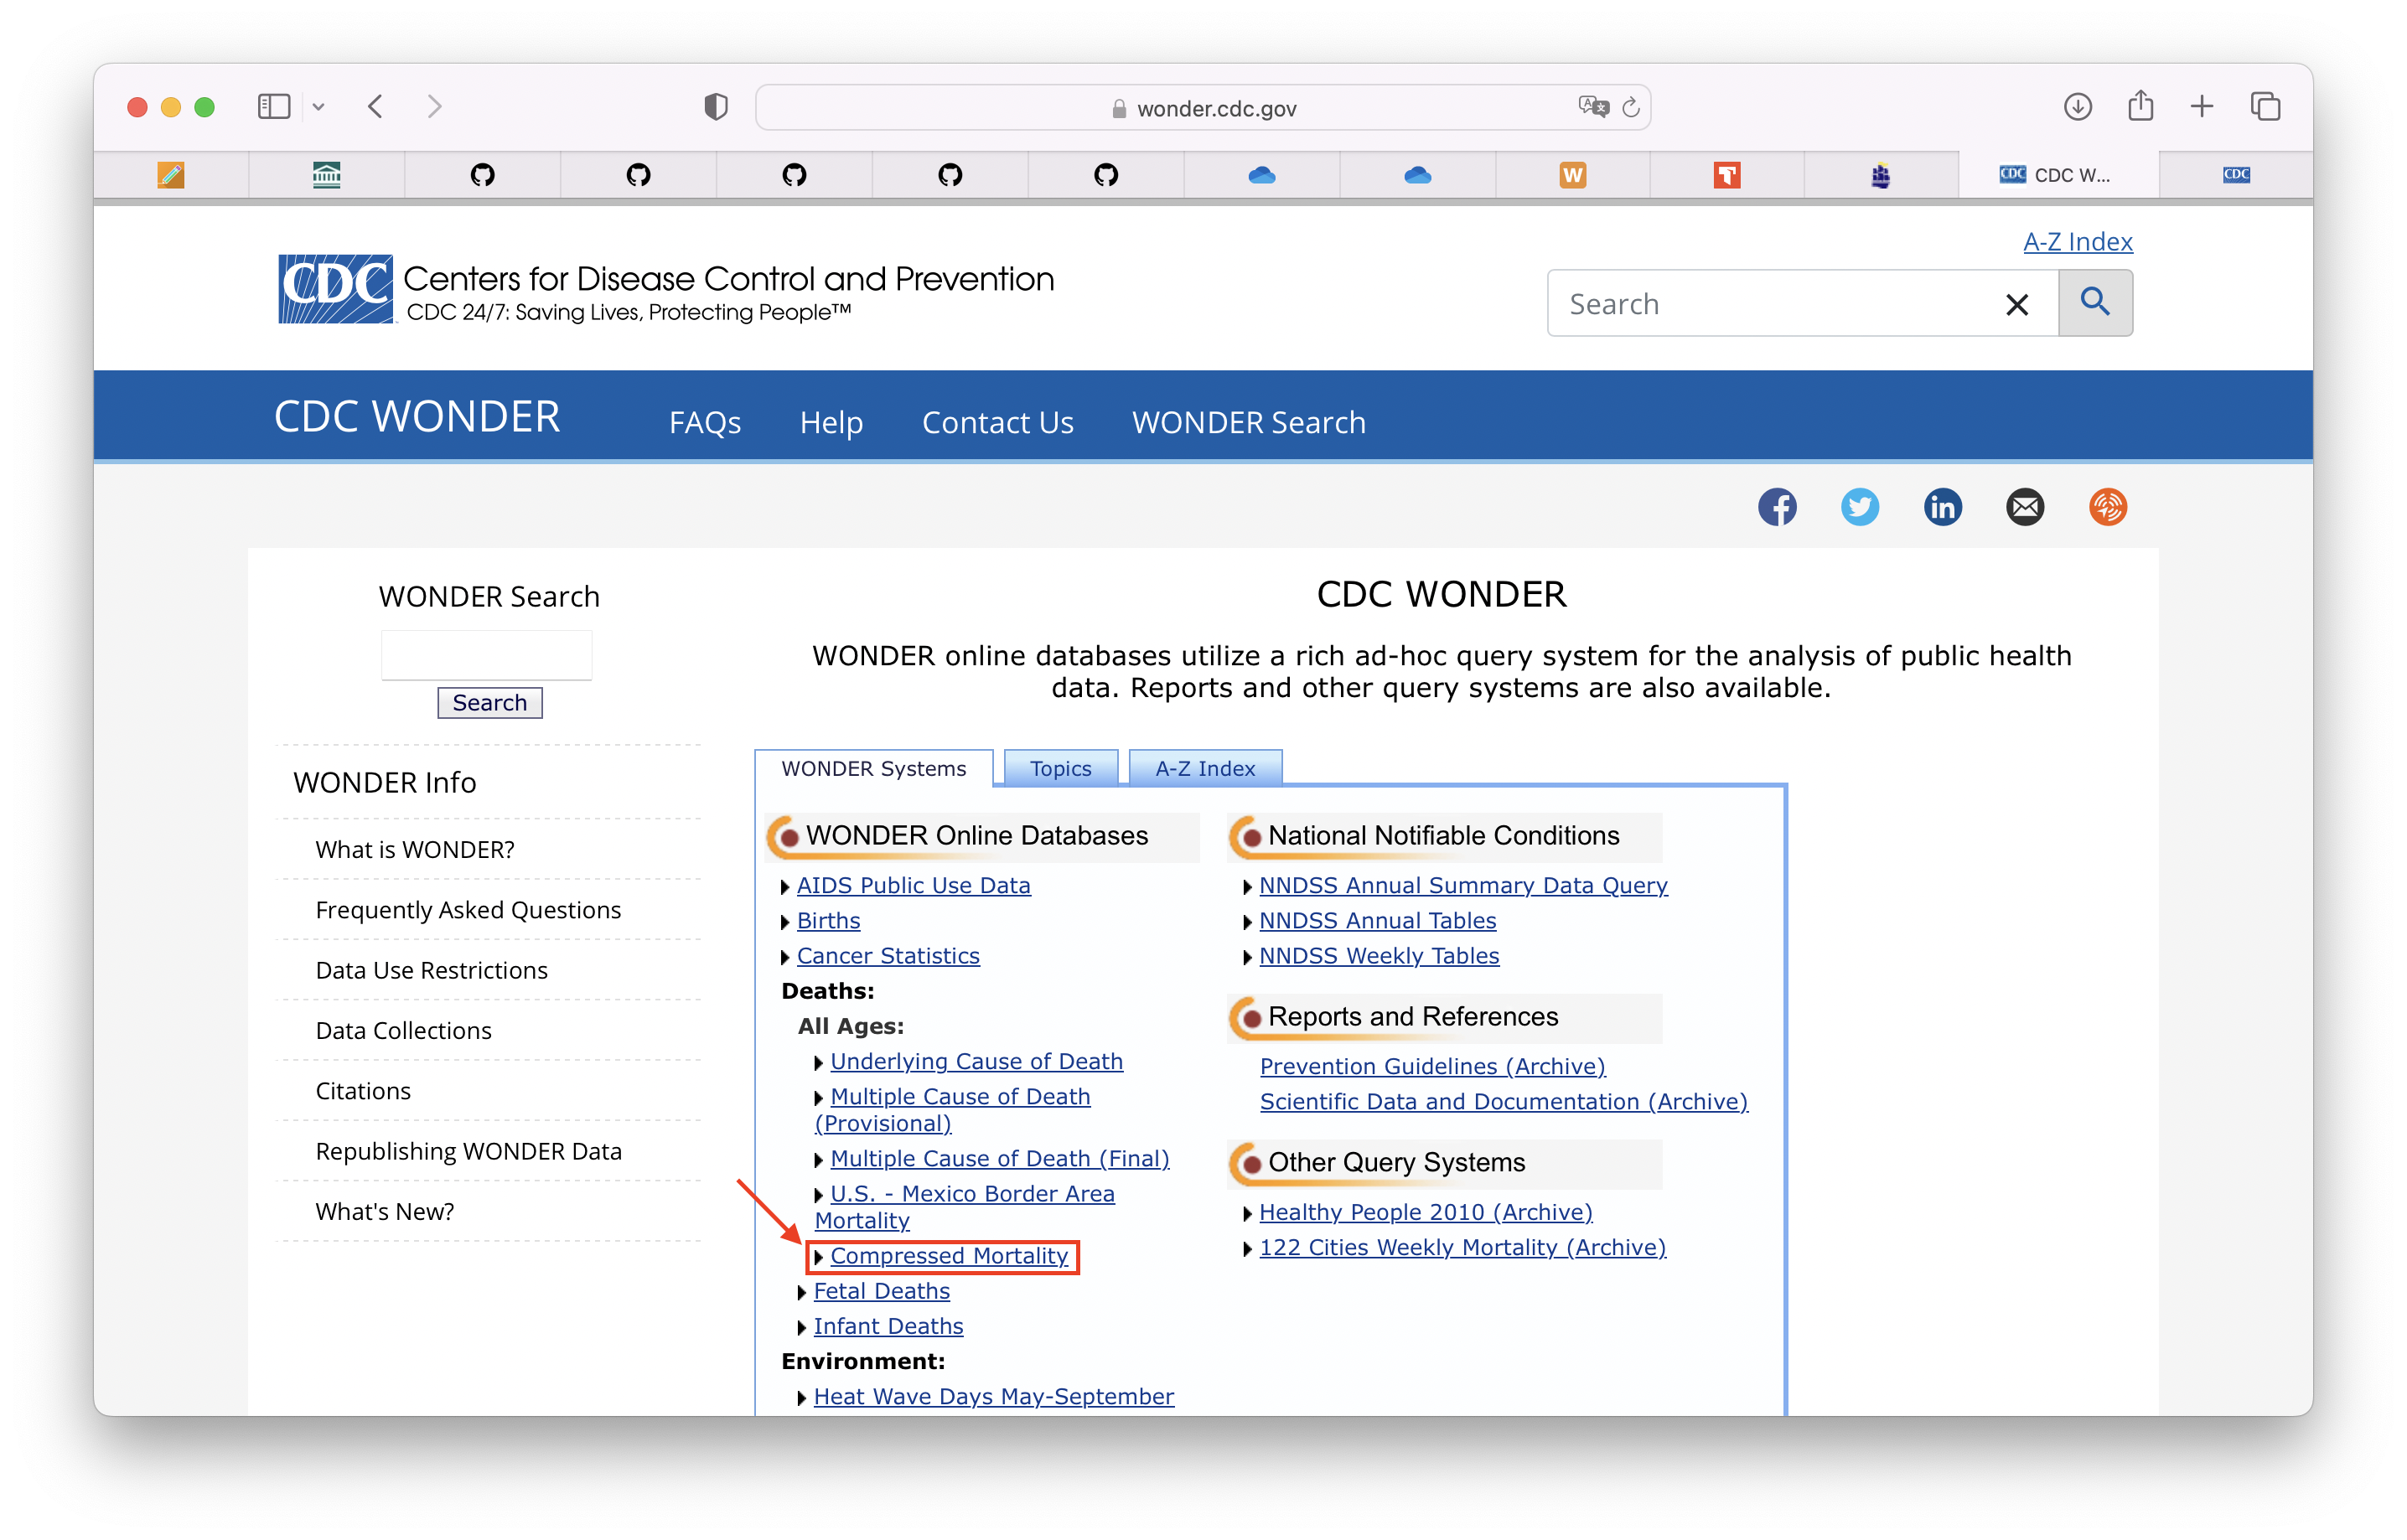 wonder.cdc.gov
W
CDC
CDC W...
CDC
A-Z Index
CDC
Centers for Disease Control and Prevention
CDC 24/7: Saving Lives, Protecting People™
Search
CDC WONDER
FAQs
Help
Contact Us
WONDER Search
WONDER Search
Search
WONDER Info
What is WONDER?
Frequently Asked Questions
Data Use Restrictions
Data Collections
Citations
Republishing WONDER Data
What's New?
CDC WONDER
WONDER online databases utilize a rich ad-hoc query system for the analysis of public health
data. Reports and other query systems are also available.
WONDER Systems
Topics
A-Z Index
WONDER Online Databases
AIDS Public Use Data
Births
Cancer Statistics
Deaths:
All Ages:
Underlying Cause of Death
Multiple Cause of Death
(Provisional)
Multiple Cause of Death (Final)
U.S. - Mexico Border Area
Mortality
Compressed Mortality
Fetal Deaths
Infant Deaths
Environment:
Heat Wave Days May-September
National Notifiable Conditions
NNDSS Annual Summary Data Query
NNDSS Annual Tables
NNDSS Weekly Tables
Reports and References
Prevention Guidelines (Archive)
Scientific Data and Documentation (Archive)
Other Query Systems
Healthy People 2010 (Archive)
122 Cities Weekly Mortality (Archive)